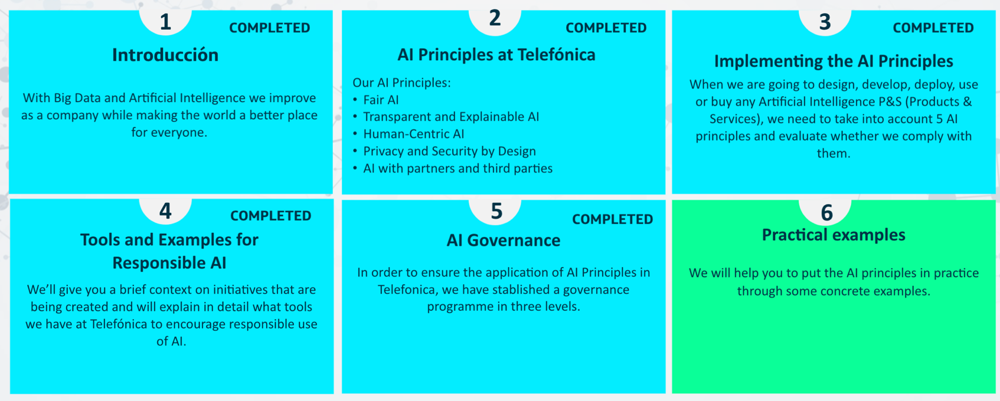 1
COMPLETED
Introducción
With Big Data and Artificial Intelligence we improve
as a company while making the world a better place
for everyone.
2
COMPLETED
AI Principles at Telefónica
Our AI Principles:
• Fair AI
• Transparent and Explainable AI
• Human-Centric AI
• Privacy and Security by Design
• AI with partners and third parties
3
COMPLETED
Implementing the AI Principles
When we are going to design, develop, deploy, use
or buy any Artificial Intelligence P&S (Products &
Services), we need to take into account 5 AI
principles and evaluate whether we comply with
them.
4
COMPLETED
Tools and Examples for
Responsible AI
We’ll give you a brief context on initiatives that are
being created and will explain in detail what tools
we have at Telefónica to encourage responsible use
of AI.
5
COMPLETED
AI Governance
In order to ensure the application of AI Principles in
Telefonica, we have stablished a governance
programme in three levels.
6
Practical examples
We will help you to put the AI principles in practice
through some concrete examples.